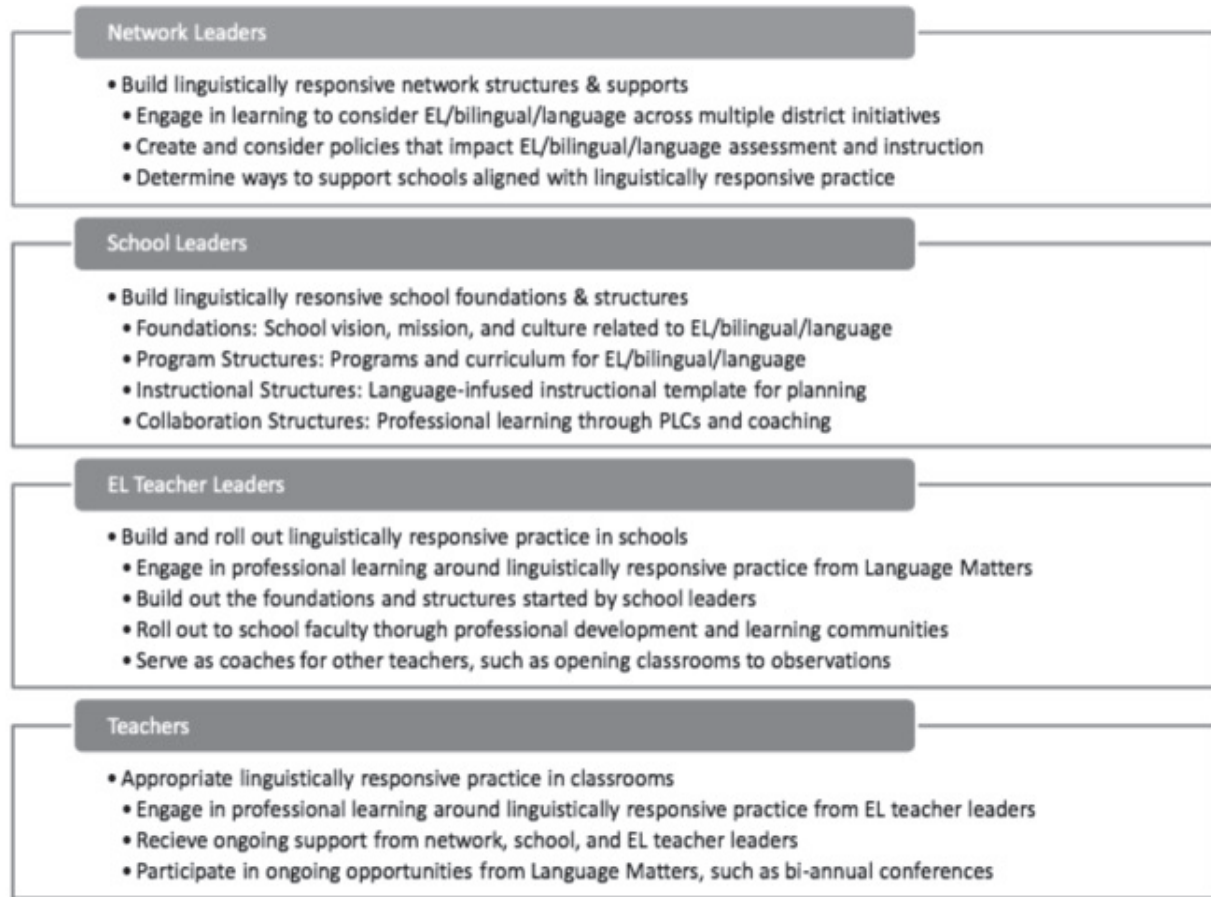 Network Leaders
• Build linguistically responsive network structures & supports
• Engage in learning to consider EL/bilingual/language across multiple district initiatives
• Create and consider policies that impact EL/bilingual/language assessment and instruction
• Determine ways to support schools aligned with linguistically responsive practice
School Leaders
• Build linguistically resonsive school foundations & structures
• Foundations: School vision, mission, and culture related to EL/bilingual/language
• Program Structures: Programs and curriculum for EL/bilingual/language
• Instructional Structures: Language-infused instructional template for planning
• Collaboration Structures: Professional learning through PLCs and coaching
EL Teacher Leaders
• Build and roll out linguistically responsive practice in schools
• Engage in professional learning around linguistically responsive practice from Language Matters
• Build out the foundations and structures started by school leaders
• Roll out to school faculty thorugh professional development and learning communities
• Serve as coaches for other teachers, such as opening classrooms to observations
Teachers
• Appropriate linguistically responsive practice in classrooms
• Engage in professional learning around linguistically responsive practice from EL teacher leaders
• Recieve ongoing support from network, school, and EL teacher leaders
• Participate in ongoing opportunities from Language Matters, such as bi-annual conferences